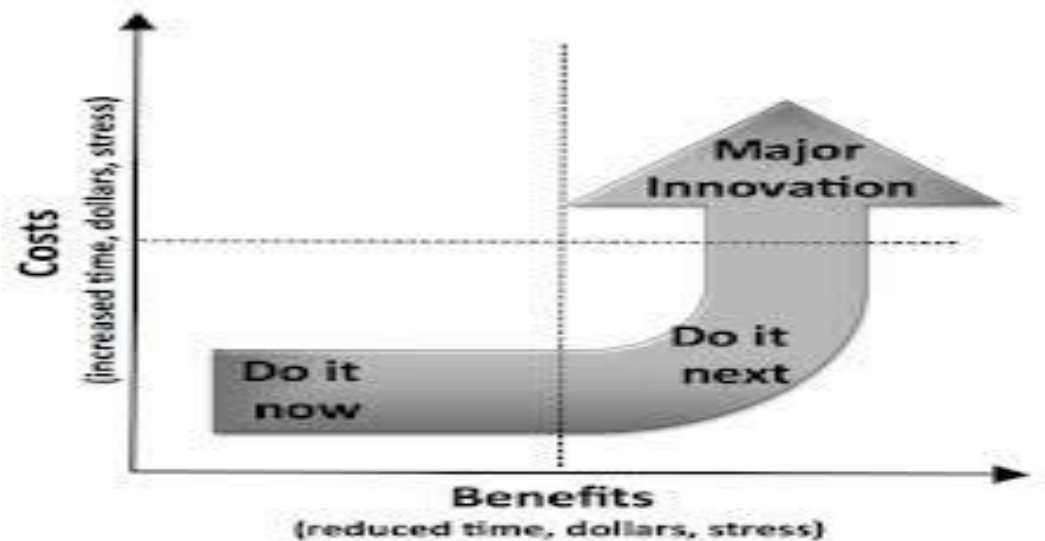 Costs
(increased time, dollars, stress)
Major
Innovation
Do it
next
Do it
now
Benefits
(reduced time, dollars, stress)